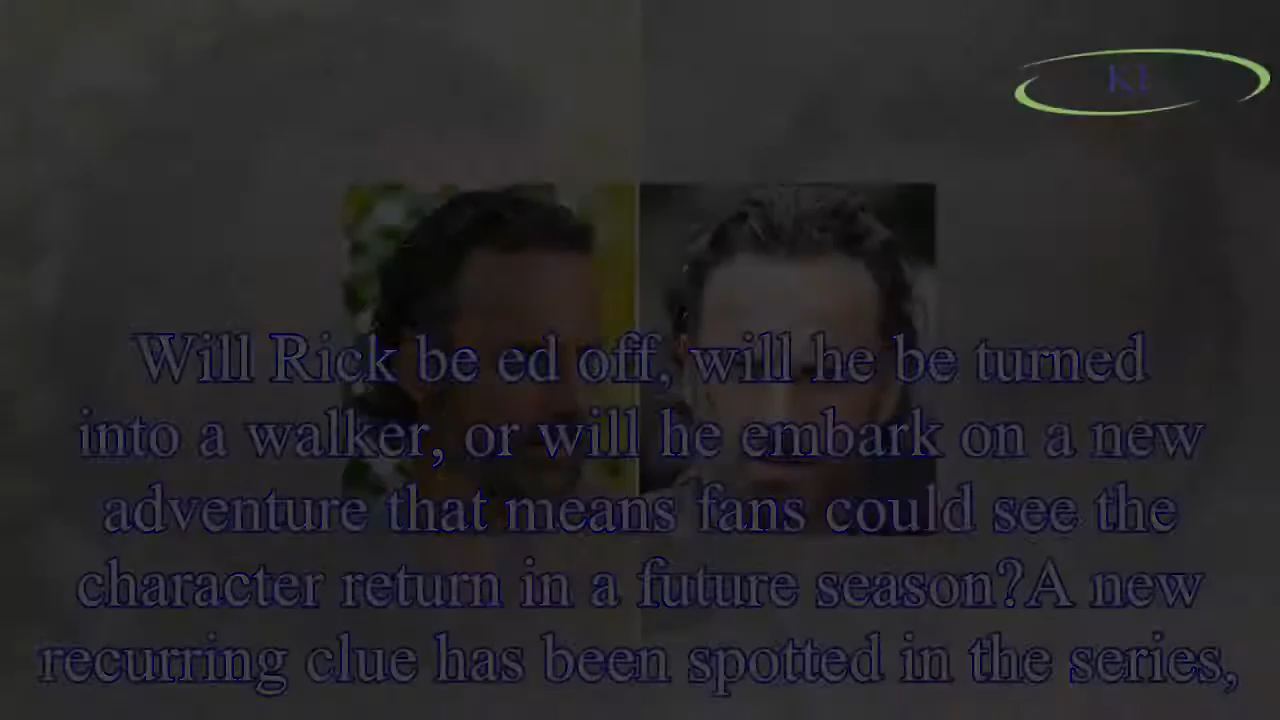 KL
Will Rick be ed off, will he be turned
into a walker, or will he embark on a new
adventure that means fans could see the
character return in a future season?A new
recurring clue has been spotted in the series,